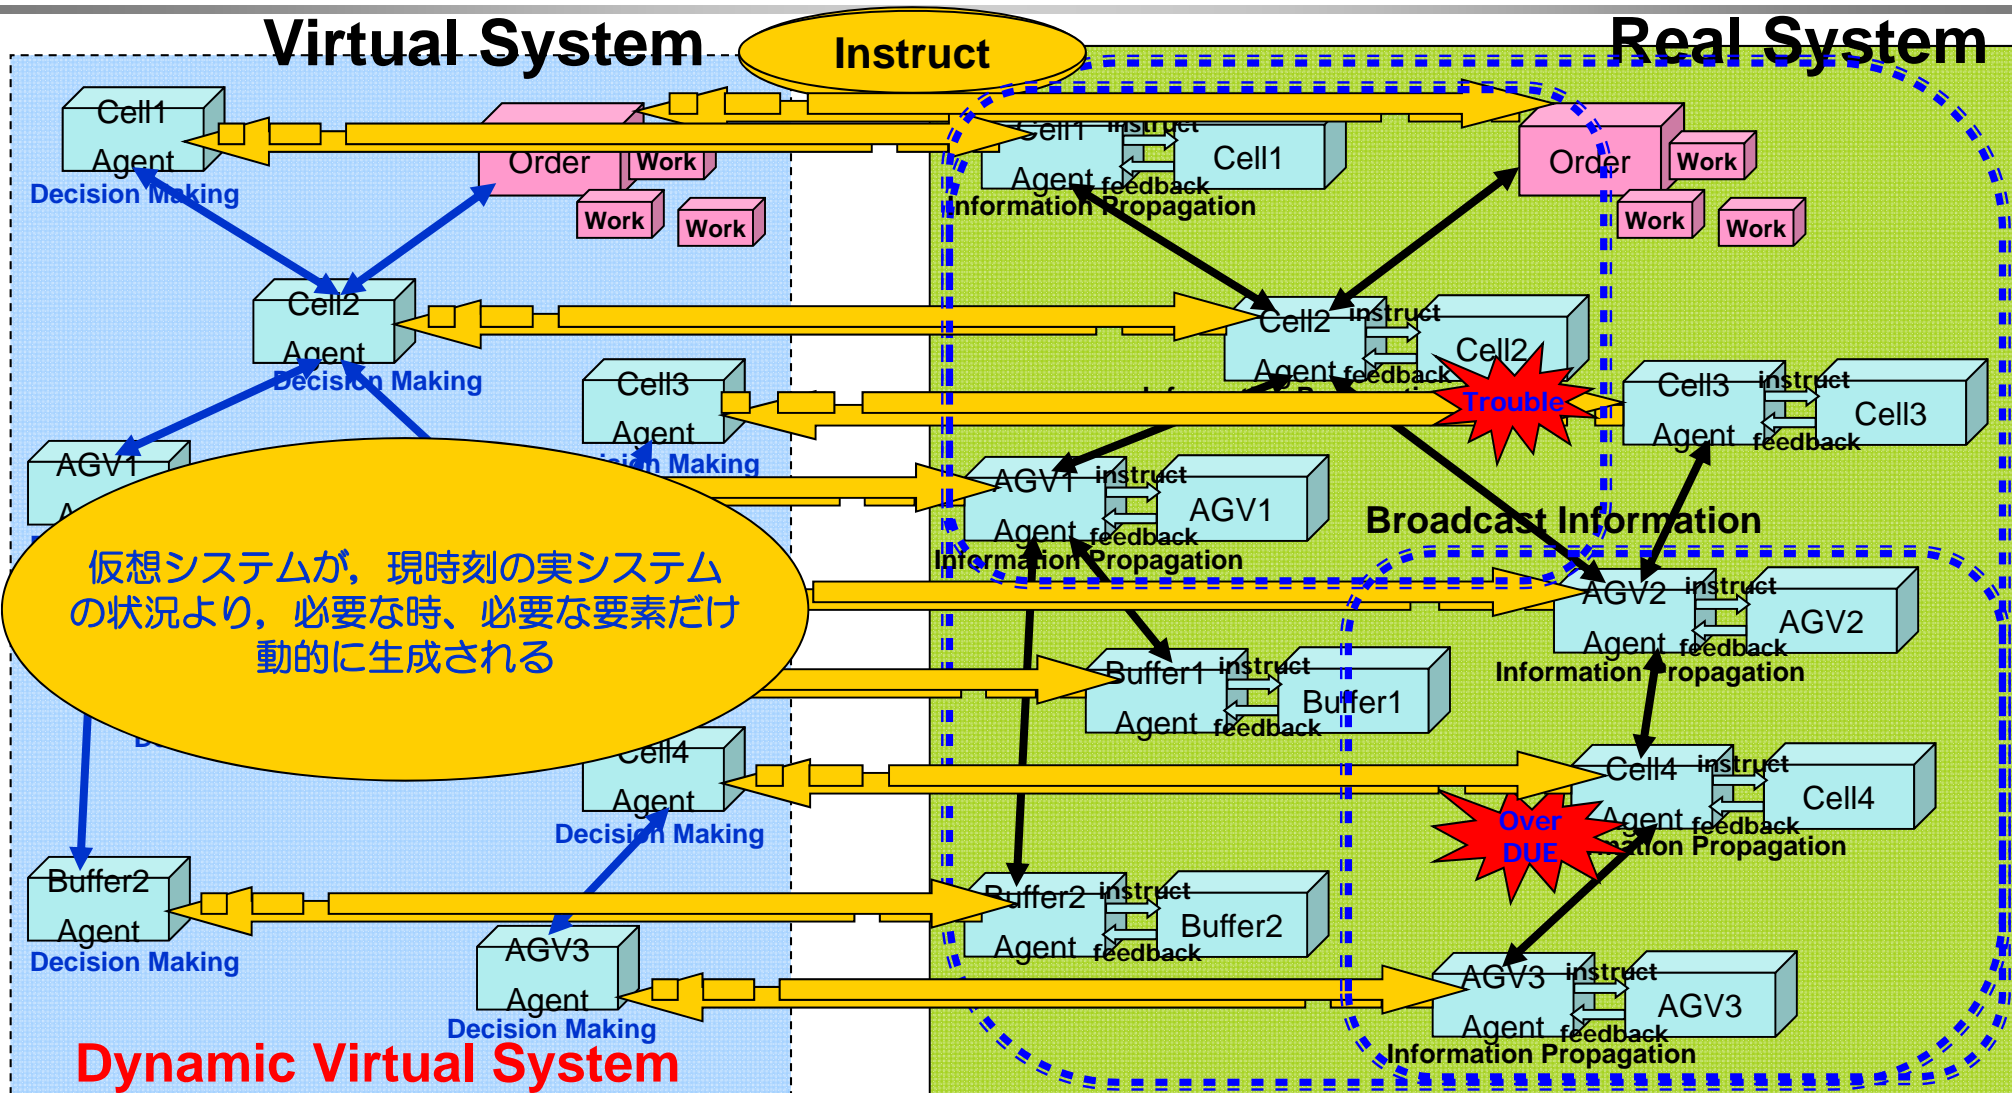 Virtual System
Instruct
Real System
Cell1
Agent
Decision Making
Order
Work
Work
Work
Cell1
Agent
instruct
feedback
Cell1
Information Propagation
Order
Work
Work
Work
Cell2
Agent
Decision Making
Cell2
Agent
instruct
feedback
Cell2
Trouble
Cell3
Agent
Making
Cell3
Agent
instruct
feedback
Cell3
AGV1
AGV1
Agent
instruct
feedback
AGV1
Information Propagation
Broadcast Information
仮想システムが，現時刻の実システム
の状況より，必要な時、必要な要素だけ
動的に生成される
AGV2
Agent
instruct
feedback
AGV2
Information Propagation
Buffer1
Agent
instruct
feedback
Buffer1
Cell4
Agent
Decision Making
Cell4
Agent
instruct
feedback
Cell4
Propagation
Over
DUE
Buffer2
Agent
Decision Making
Buffer2
Agent
instruct
feedback
Buffer2
AGV3
Agent
Decision Making
AGV3
Agent
instruct
feedback
AGV3
Information Propagation
Dynamic Virtual System